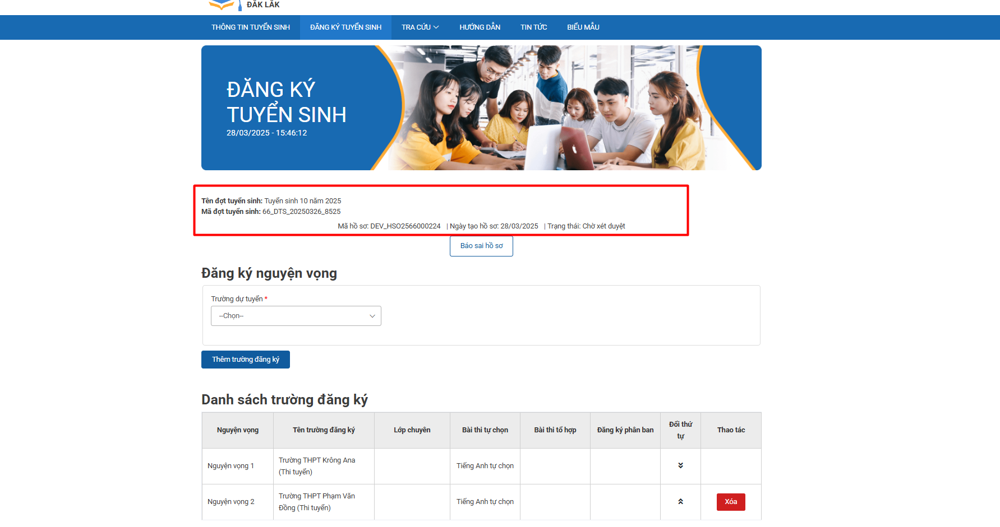 ĐẮK LẮK
THÔNG TIN TUYỂN SINH ĐĂNG KÝ TUYỂN SINH TRA CỨU HƯỚNG DẪN TIN TỨC BIỂU MẪU
ĐĂNG KÝ
TUYỂN SINH
28/03/2025 - 15:46:12
Tên đợt tuyển sinh: Tuyển sinh 10 năm 2025
Mã đợt tuyển sinh: 66_DTS_20250326_8525
Mã hồ sơ: DEV_HSO2566000224 | Ngày tạo hồ sơ: 28/03/2025 | Trạng thái: Chờ xét duyệt
Báo sai hồ sơ
Đăng ký nguyện vọng
Trường dự tuyển *
--Chọn--
Thêm trường đăng ký
Danh sách trường đăng ký
Nguyện vọng Tên trường đăng ký Lớp chuyên Bài thi tự chọn Bài thi tổ hợp Đăng ký phân ban Đổi thứ tự Thao tác
Nguyện vọng 1 Trường THPT Krông Ana (Thi tuyển) Tiếng Anh tự chọn
Nguyện vọng 2 Trường THPT Phạm Văn Đồng (Thi tuyển) Tiếng Anh tự chọn Xóa